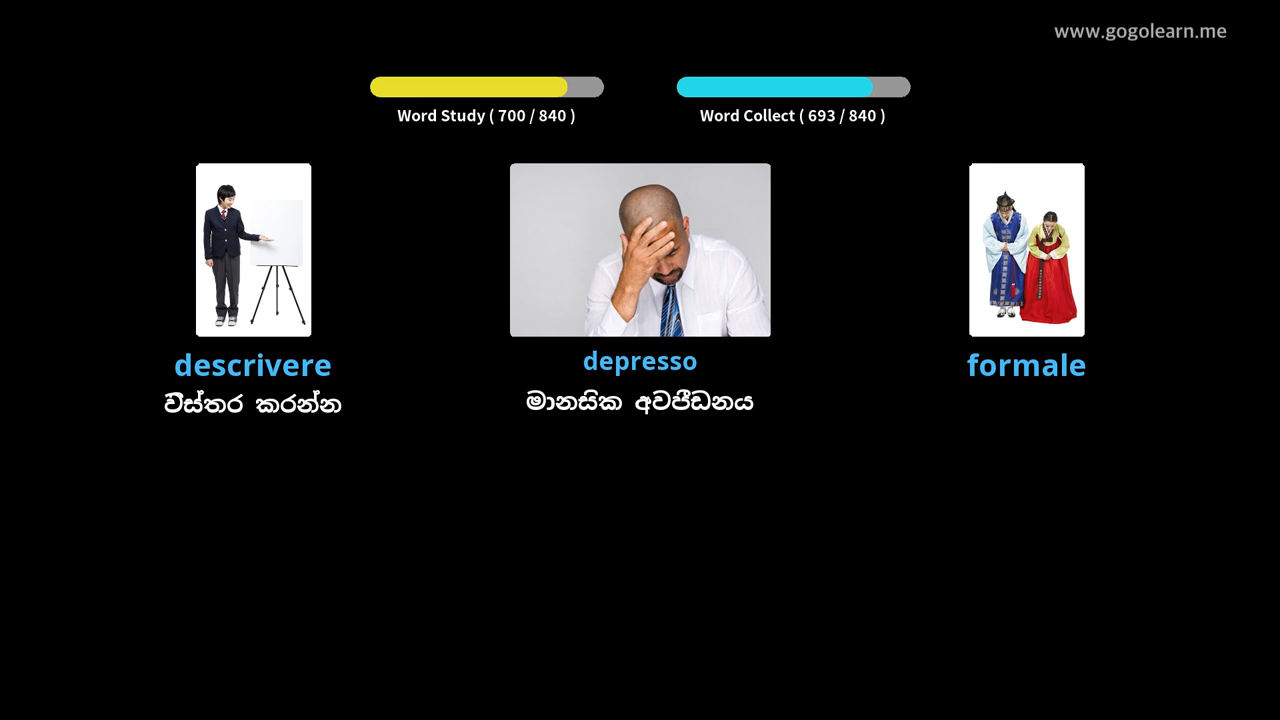 www.gogolearn.me
Word Study ( 700 / 840 )
Word Collect ( 693 / 840 )
descrivere
විස්තර කරන්න
depresso
මානසික අවපීඩනය
formale